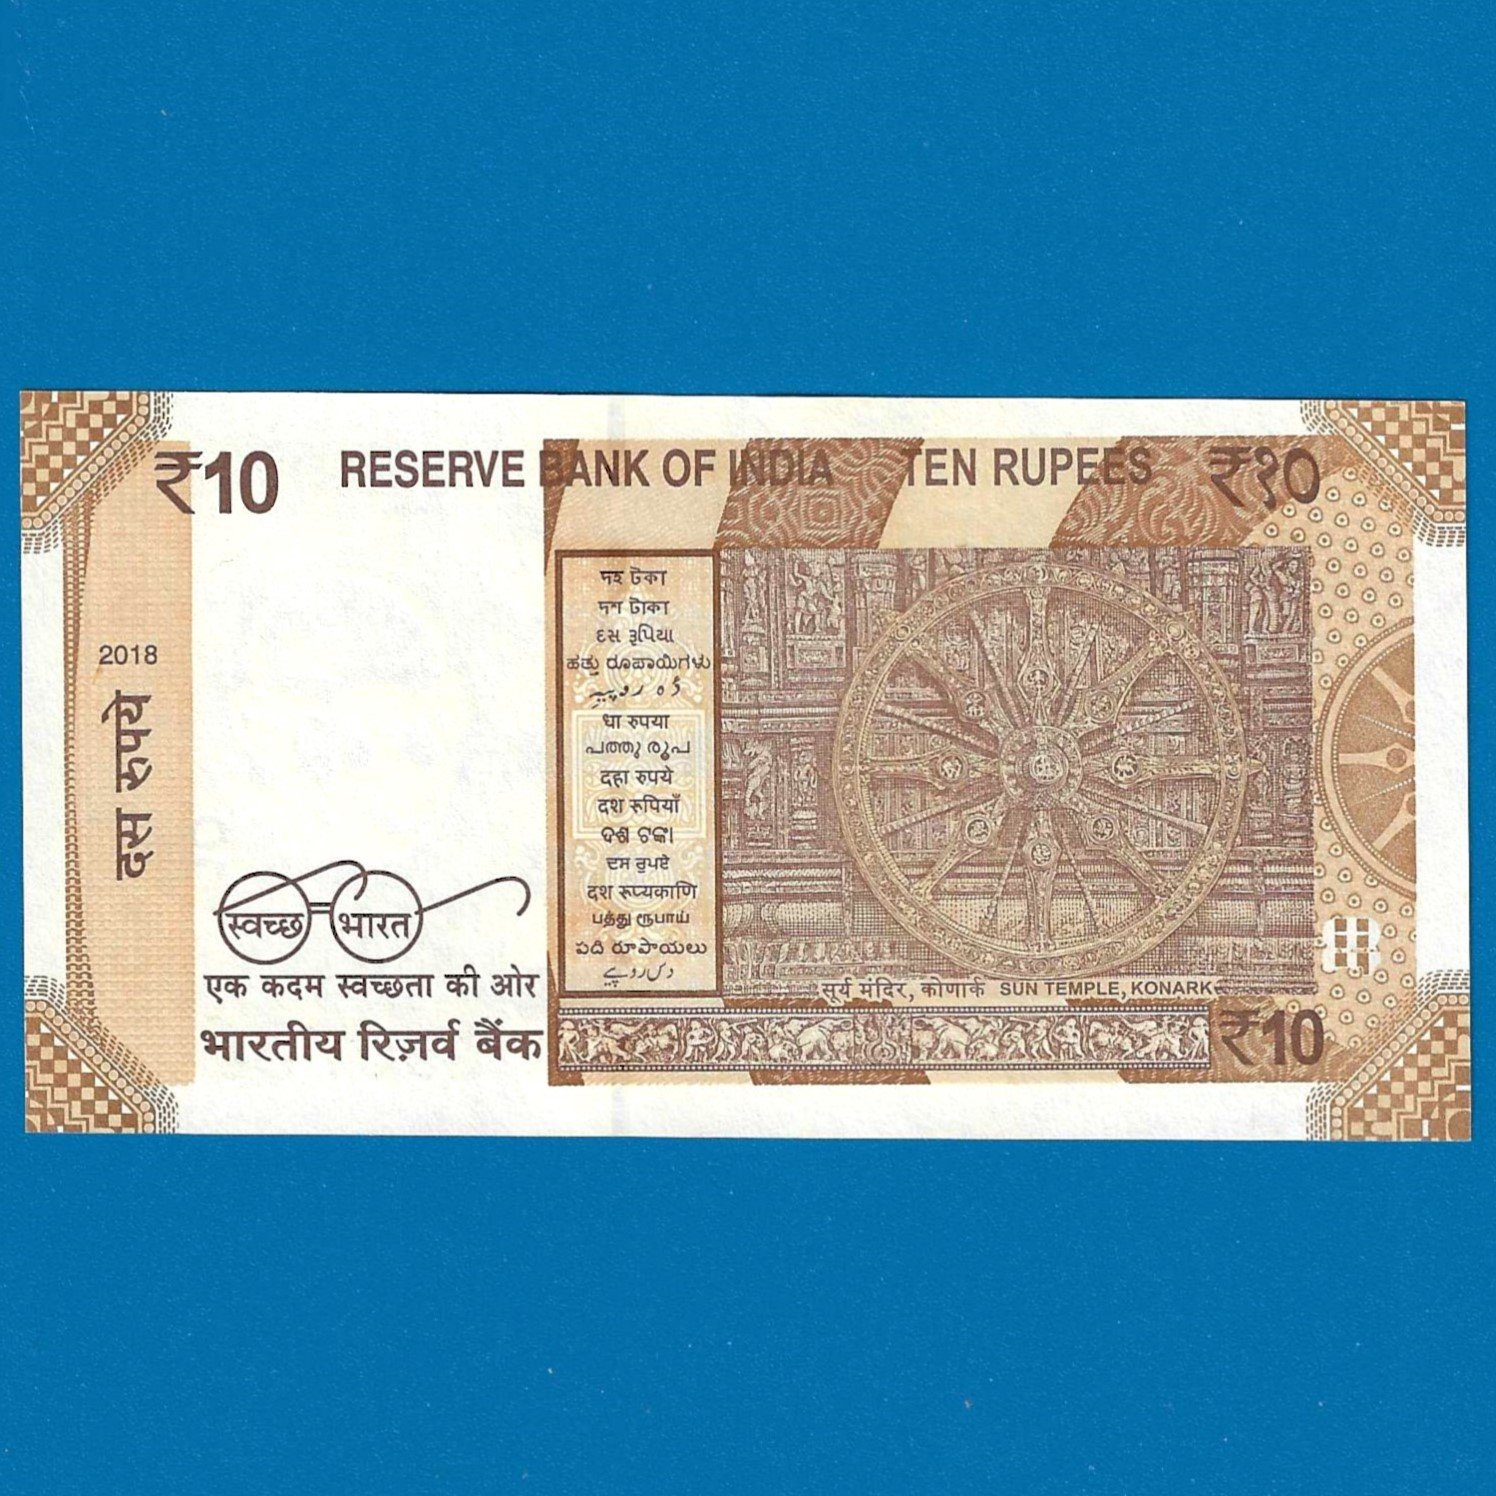 ₹10 RESERVE BANK OF INDIA TEN RUPEES ₹१०
2018
दस रुपये
দহ টকা
দশ টাকা
દસ રૂપિયા
ಹತ್ತು ರೂಪಾಯಿಗಳು
دٔہ روپیہِ
धा रुपया
പത്തു രൂപ
दहा रुपये
दश रूपियाँ
ଦଶ ଟଙ୍କା
ਦਸ ਰੁਪਏ
दश रूप्यकाणि
பத்து ரூபாய்
పది రూపాయలు
دس روپے
स्वच्छ भारत
एक कदम स्वच्छता की ओर
भारतीय रिज़र्व बैंक
सूर्य मंदिर, कोणार्क SUN TEMPLE, KONARK
₹10